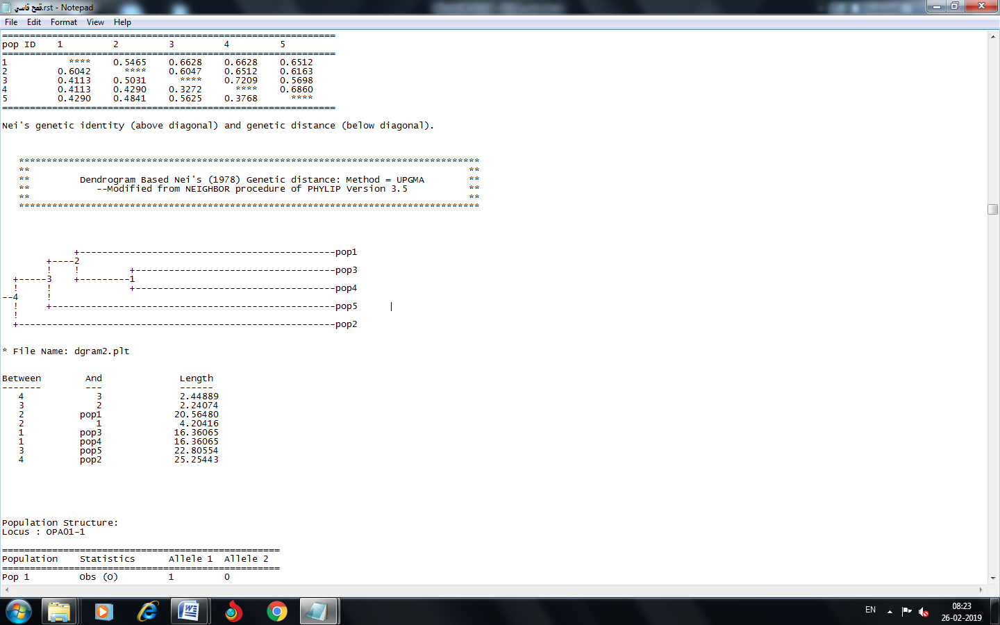 قمح قاسي.rst - Notepad
File Edit Format View Help
============================================================
pop ID    1         2         3         4         5
============================================================
1           ****    0.5465    0.6628    0.6628    0.6512
2         0.6042      ****    0.6047    0.6512    0.6163
3         0.4113    0.5031      ****    0.7209    0.5698
4         0.4113    0.4290    0.3272      ****    0.6860
5         0.4290    0.4841    0.5625    0.3768      ****
============================================================
Nei's genetic identity (above diagonal) and genetic distance (below diagonal).
***********************************************************************************
**                                                                               **
**         Dendrogram Based Nei's (1978) Genetic distance: Method = UPGMA        **
**            --Modified from NEIGHBOR procedure of PHYLIP Version 3.5           **
**                                                                               **
***********************************************************************************
             +----------------------------------------------pop1
        +----2
        !    !         +------------------------------------pop3
  +-----3    +---------1
  !     !              +------------------------------------pop4
--4     !
  !     +---------------------------------------------------pop5
  !
  +---------------------------------------------------------pop2
* File Name: dgram2.plt
Between        And              Length
-------        ---              ------
   4             3              2.44889
   3             2              2.24074
   2         pop1             20.56480
   2             1              4.20416
   1         pop3             16.36065
   1         pop4             16.36065
   3         pop5             22.80554
   4         pop2             25.25443
Population Structure:
Locus : OPA01-1
==================================================
Population    Statistics      Allele 1  Allele 2
==================================================
Pop 1         Obs (O)         1         0
EN
08:23
26-02-2019